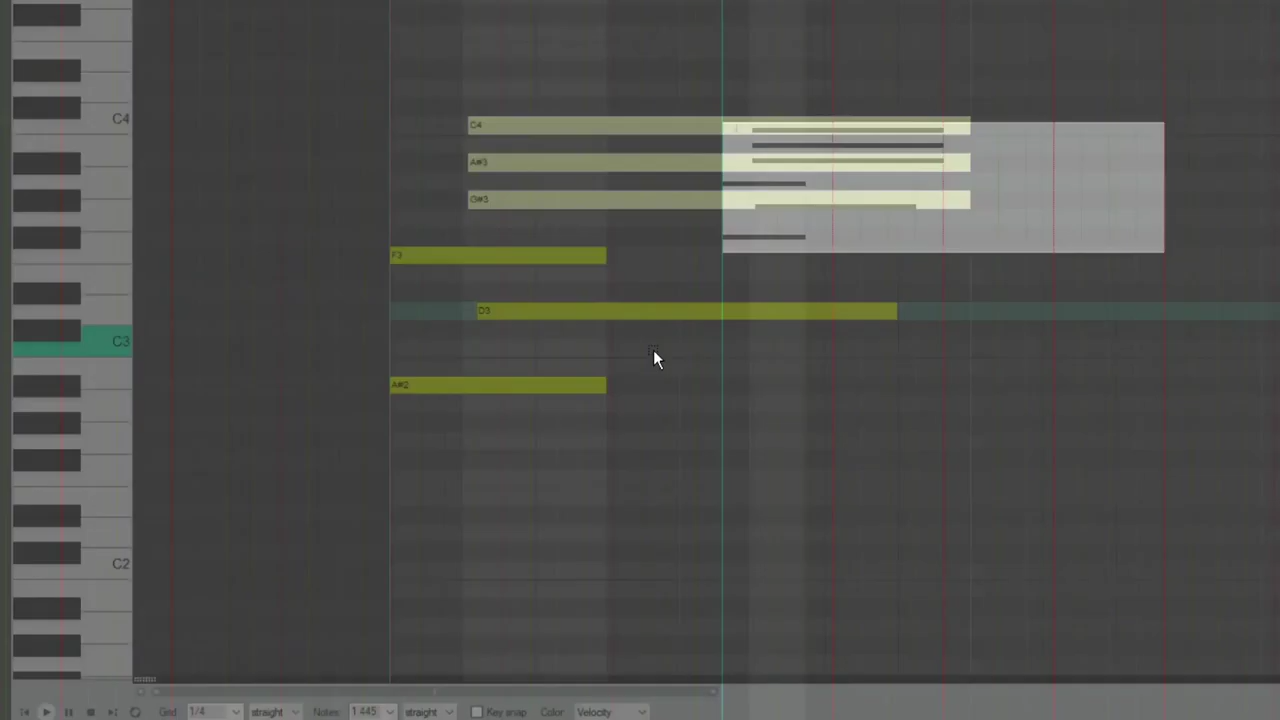 C4
C4
A#3
G#3
F3
D3
C3
A#2
C2
Grid 1/4 straight Notes: 1.445 straight Key snap Color: Velocity